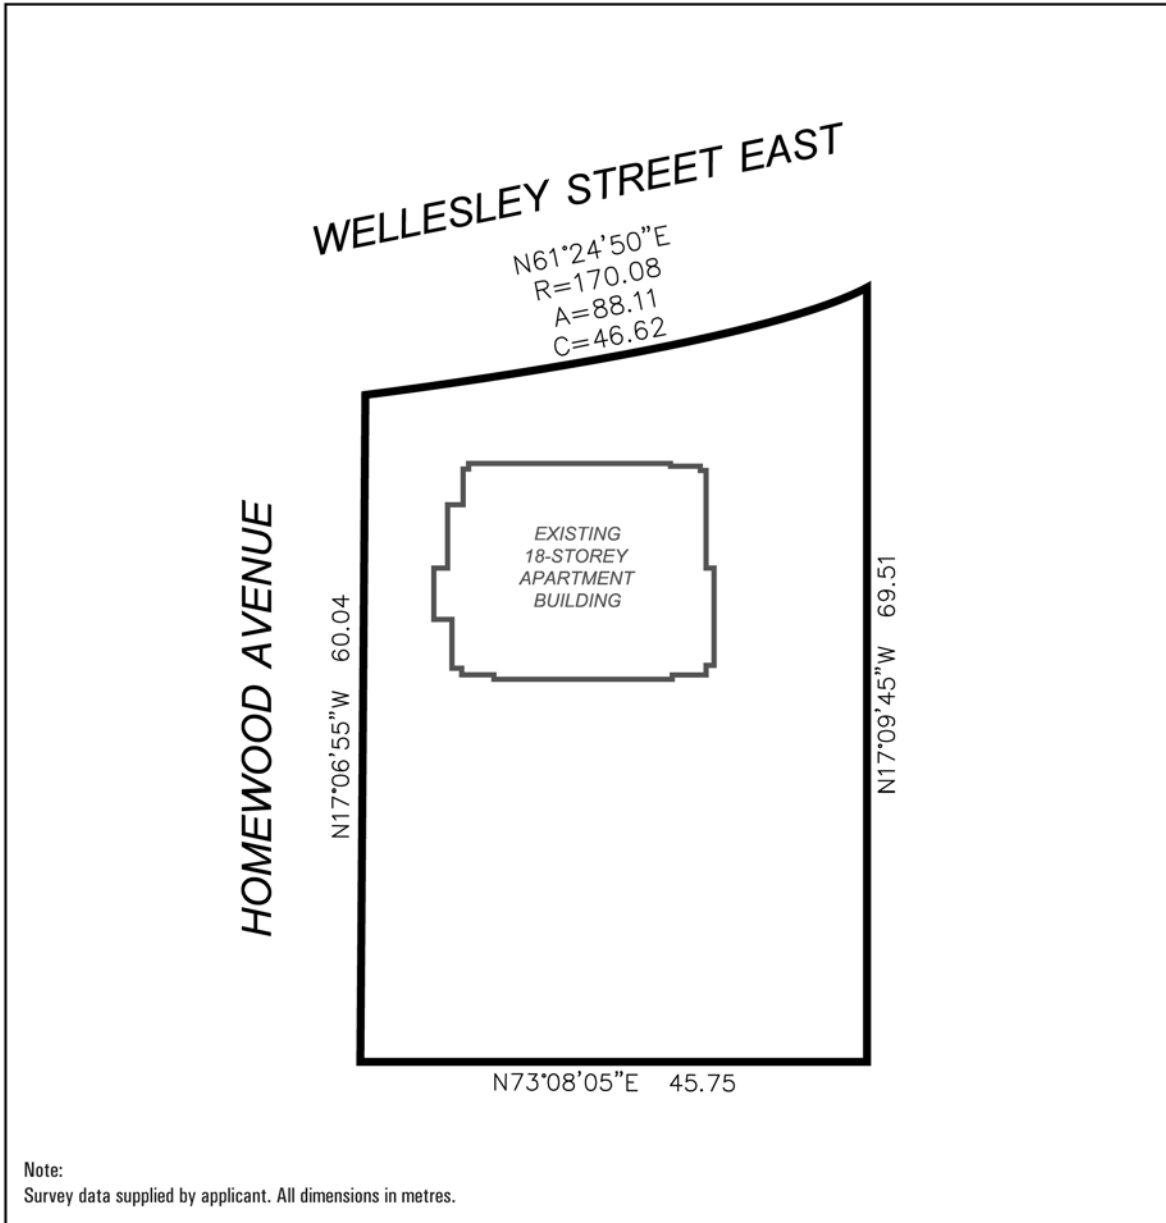 WELLESLEY STREET EAST
N61°24'50"E
R=170.08
A=88.11
C=46.62
EXISTING
18-STOREY
APARTMENT
BUILDING
HOMEWOOD AVENUE
N17°06'55"W 60.04
N17°09'45"W 69.51
N73°08'05"E 45.75
Note:
Survey data supplied by applicant. All dimensions in metres.